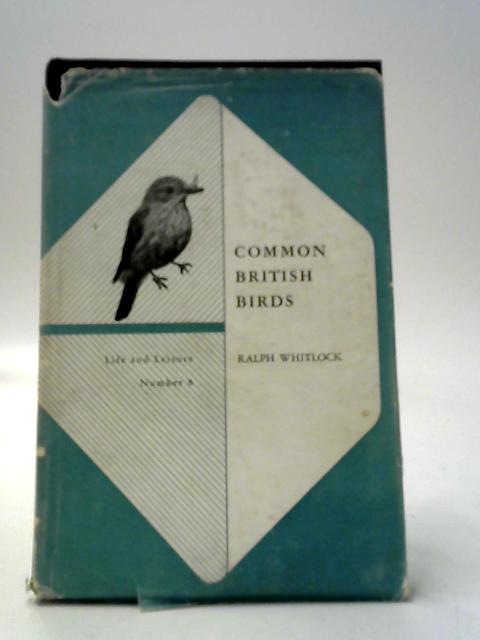 COMMON
BRITISH
BIRDS
RALPH WHITLOCK
Life and Leisure
Number 8